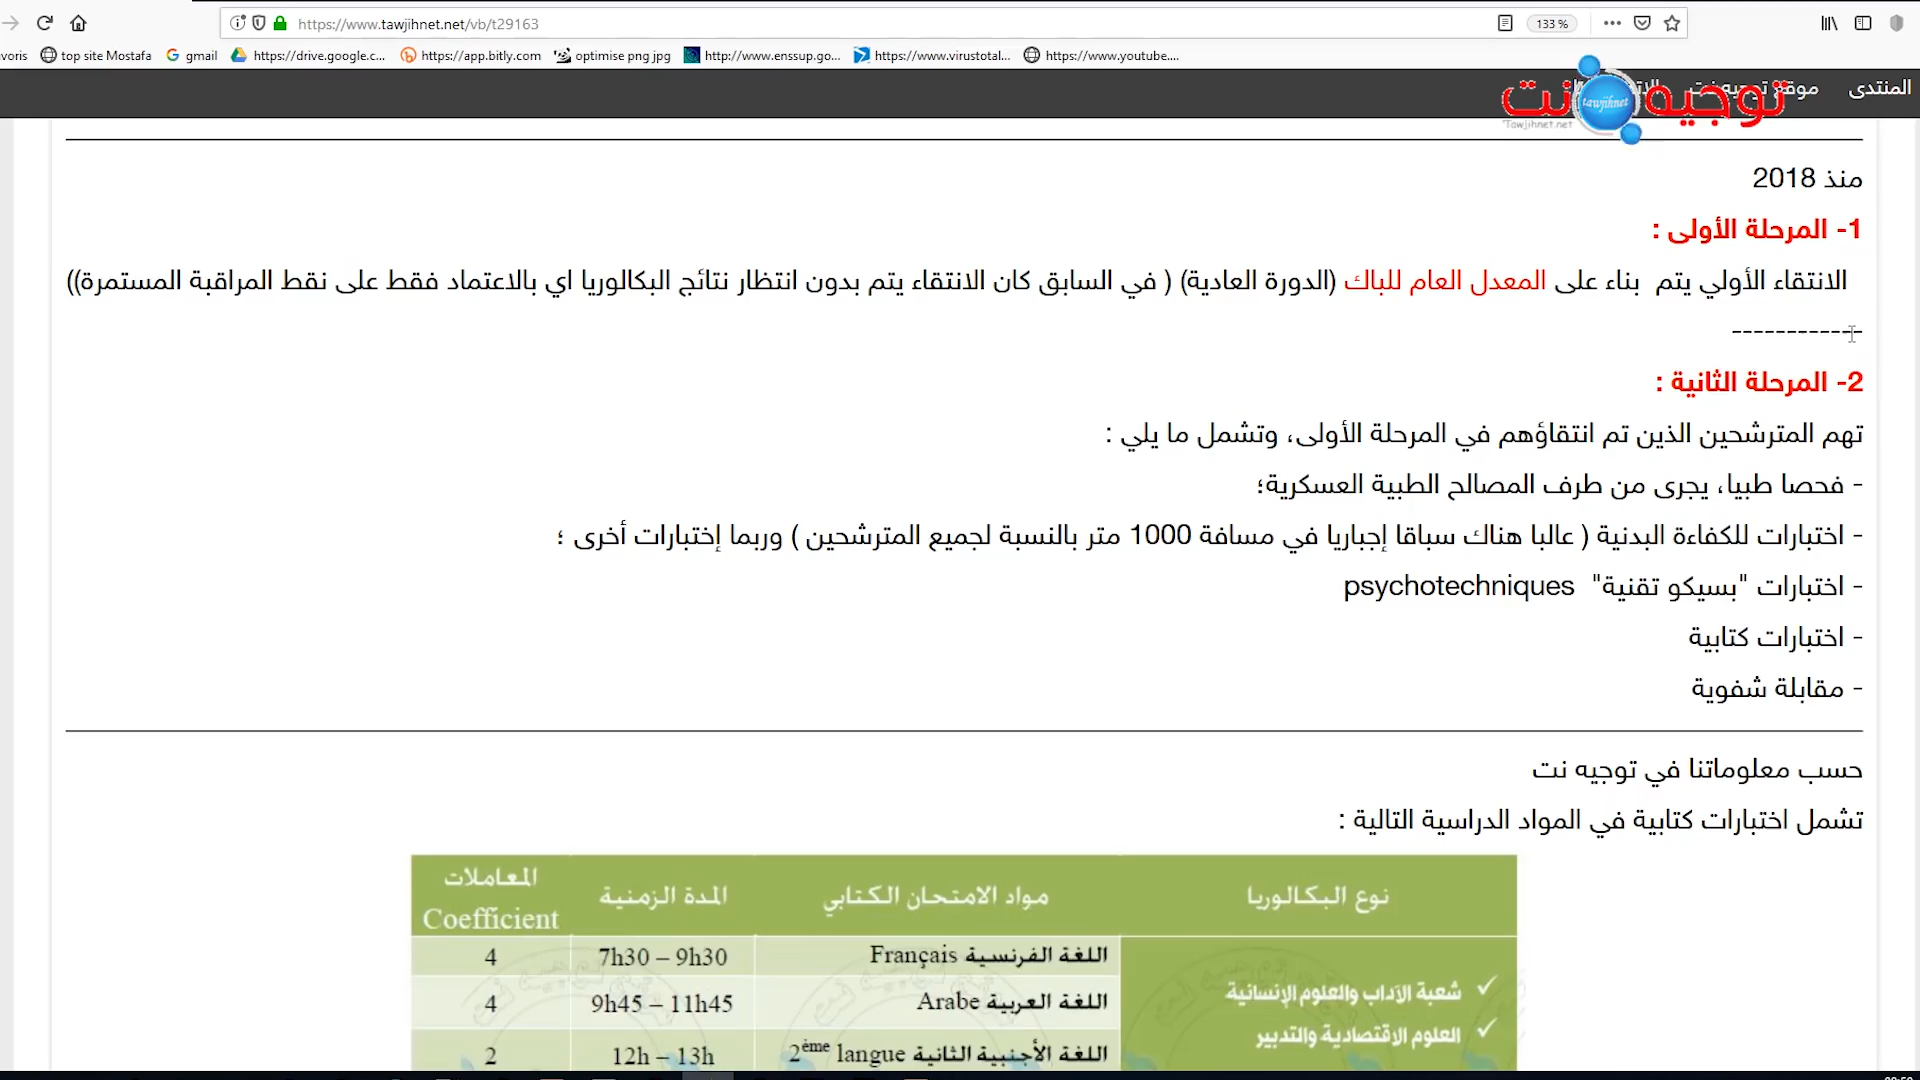 https://www.tawjihnet.net/vb/t29163
133 %
voris
top site Mostafa
gmail
https://drive.google.c...
https://app.bitly.com
optimise png jpg
http://www.enssup.go...
https://www.virustotal...
https://www.youtube....
المنتدى
موقع توجيه نت
توجيه نت
tawjihnet
Tawjihnet.net
منذ 2018
1- المرحلة الأولى :
الانتقاء الأولي يتم بناء على المعدل العام للباك (الدورة العادية) ( في السابق كان الانتقاء يتم بدون انتظار نتائج البكالوريا اي بالاعتماد فقط على نقط المراقبة المستمرة))
------------
2- المرحلة الثانية :
تهم المترشحين الذين تم انتقاؤهم في المرحلة الأولى، وتشمل ما يلي :
- فحصا طبيا، يجرى من طرف المصالح الطبية العسكرية؛
- اختبارات للكفاءة البدنية ( عالبا هناك سباقا إجباريا في مسافة 1000 متر بالنسبة لجميع المترشحين ) وربما إختبارات أخرى ؛
- اختبارات "بسيكو تقنية" psychotechniques
- اختبارات كتابية
- مقابلة شفوية
حسب معلوماتنا في توجيه نت
تشمل اختبارات كتابية في المواد الدراسية التالية :
نوع البكالوريا مواد الامتحان الكتابي المدة الزمنية المعاملات Coefficient
اللغة الفرنسية Français 7h30 – 9h30 4
✓ شعبة الآداب والعلوم الإنسانية
اللغة العربية Arabe 9h45 – 11h45 4
✓ العلوم الاقتصادية والتدبير
اللغة الأجنبية الثانية 2ème langue 12h – 13h 2